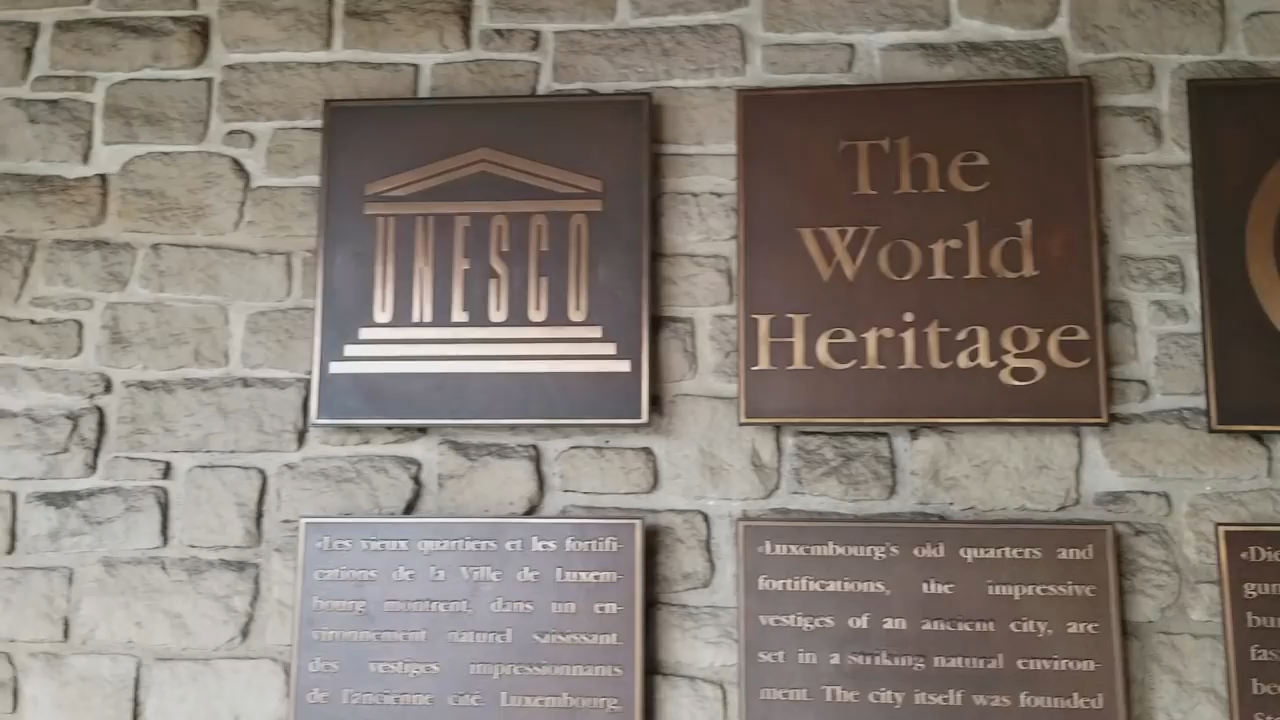 UNESCO
The
World
Heritage
«Les vieux quartiers et les fortifi-
cations de la Ville de Luxem-
bourg montrent, dans un en-
vironnement naturel saisissant,
des vestiges impressionnants
de l'ancienne cité. Luxembourg,
«Luxembourg's old quarters and
fortifications, the impressive
vestiges of an ancient city, are
set in a striking natural environ-
ment. The city itself was founded
«Die